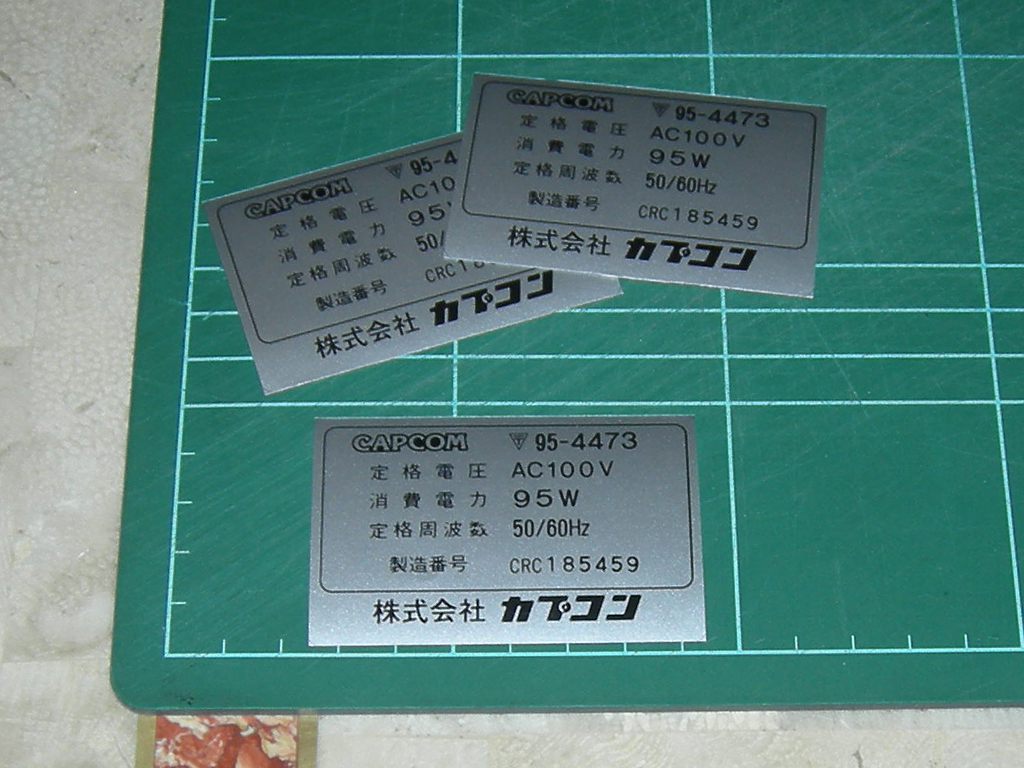 CAPCOM 95-4473
定格電圧 AC100V
消費電力 95W
定格周波数 50/60Hz
製造番号 CRC185459
株式会社 カプコン
CAPCOM 95-4
定格電圧 AC10
消費電力 95
定格周波数 50/
製造番号 CRC18
株式会社 カプコン
CAPCOM 95-4473
定格電圧 AC100V
消費電力 95W
定格周波数 50/60Hz
製造番号 CRC185459
株式会社 カプコン